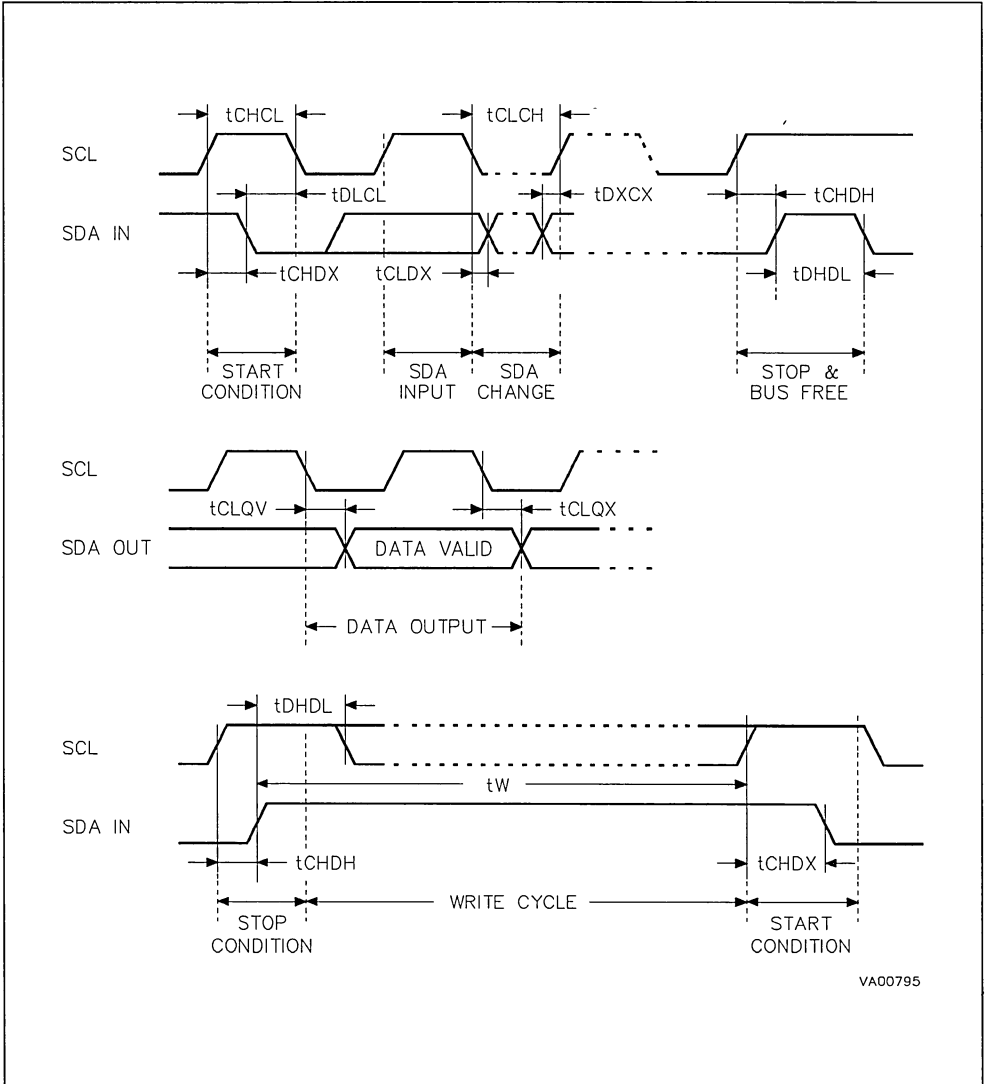 tCHCL
tCLCH
SCL
tDLCL
tDXCX
tCHDH
SDA IN
tCHDX
tCLDX
tDHDL
START
CONDITION
SDA
INPUT
SDA
CHANGE
STOP &
BUS FREE
SCL
tCLQV
tCLQX
SDA OUT
DATA VALID
DATA OUTPUT
tDHDL
SCL
tW
SDA IN
tCHDH
tCHDX
WRITE CYCLE
STOP
CONDITION
START
CONDITION
VA00795